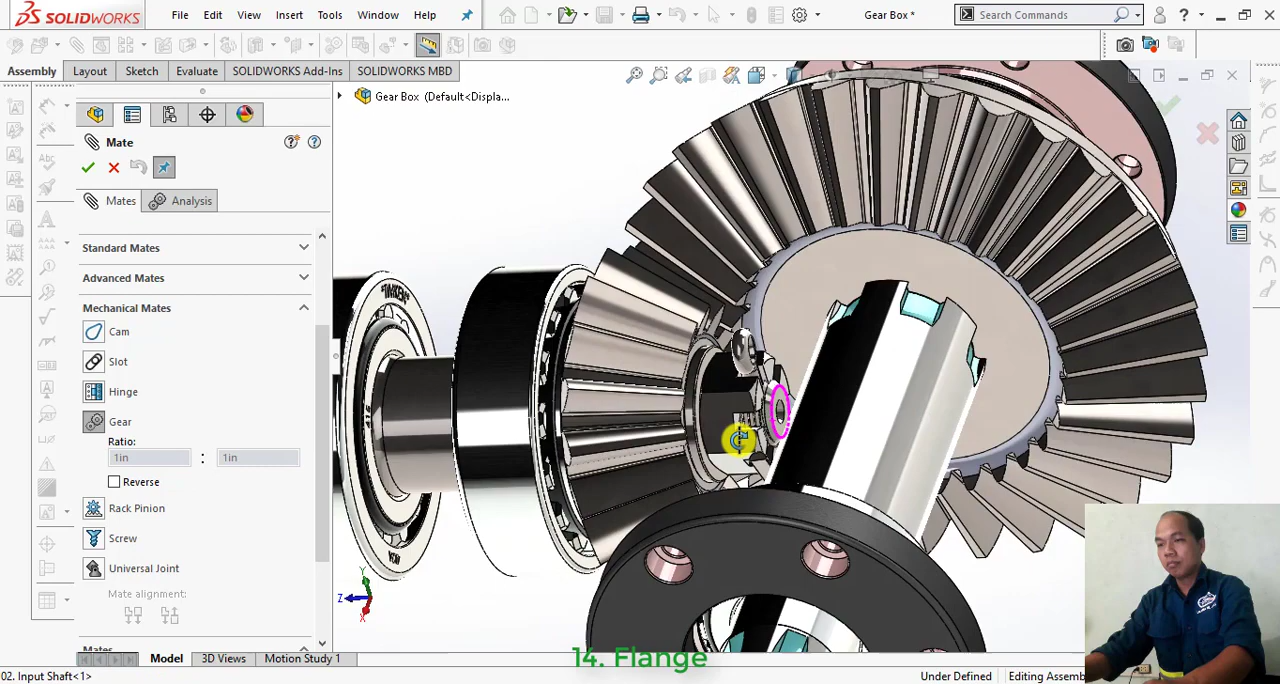 SOLIDWORKS
File Edit View Insert Tools Window Help
Gear Box *
Search Commands
Assembly Layout Sketch Evaluate SOLIDWORKS Add-Ins SOLIDWORKS MBD
Gear Box (Default<Displa...
Mate
Mates Analysis
Standard Mates
Advanced Mates
Mechanical Mates
Cam
Slot
Hinge
Gear
Ratio:
1in : 1in
Reverse
Rack Pinion
Screw
Universal Joint
Mate alignment:
Mates
TIMKEN
Model 3D Views Motion Study 1
14. Flange
02. Input Shaft<1>
Under Defined Editing Assemb